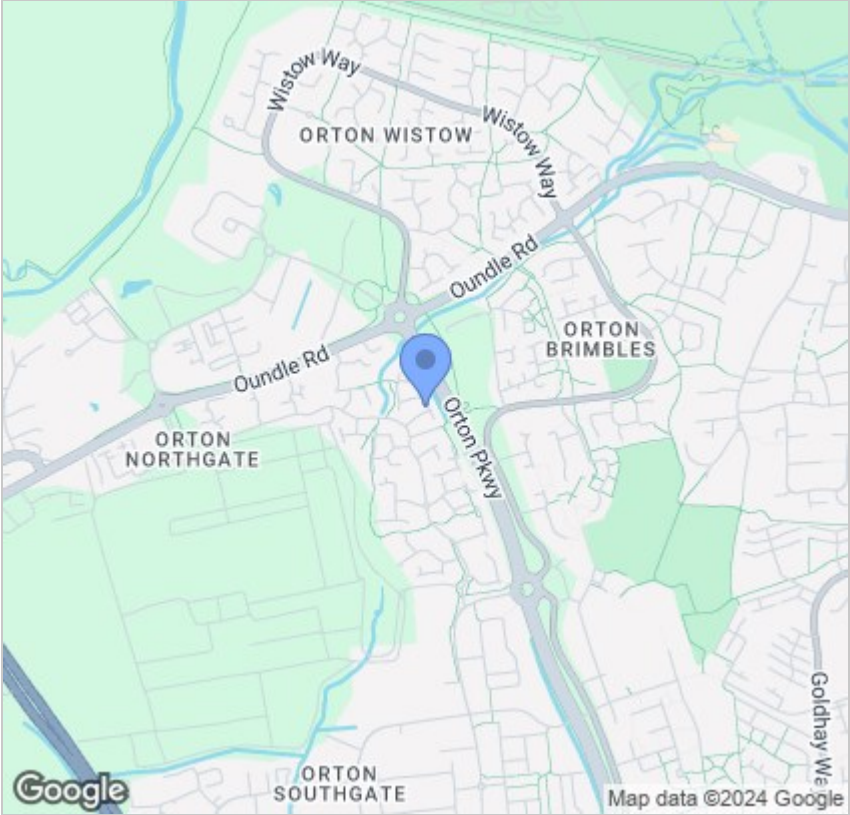 Wistow Way
ORTON WISTOW
Wistow Way
Oundle Rd
ORTON
BRIMBLES
Oundle Rd
Orton Pkwy
ORTON
NORTHGATE
Goldhay Wa
ORTON
SOUTHGATE
Google
Map data ©2024 Google